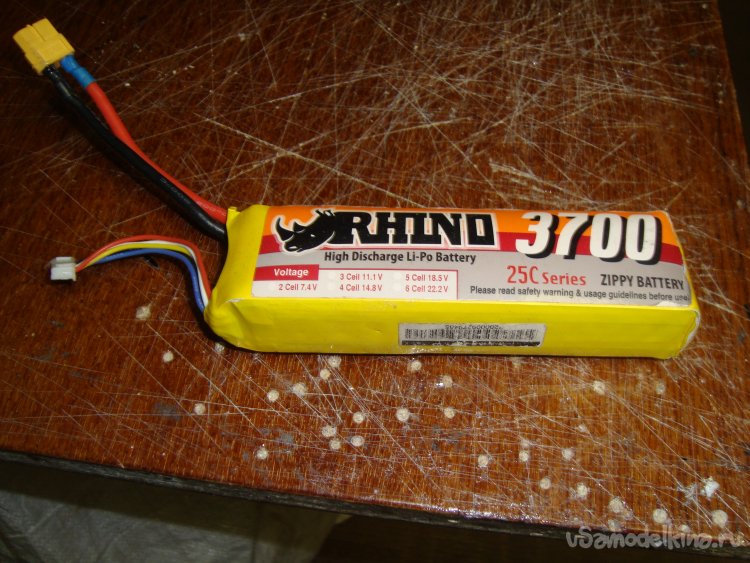 RHINO 3700
High Discharge Li-Po Battery
25C Series ZIPPY BATTERY
Voltage
3 Cell 11.1 V 5 Cell 18.5 V
2 Cell 7.4 V 4 Cell 14.8 V 6 Cell 22.2 V
Please read safety warning & usage guidelines before use!
vSamodelkina.ru